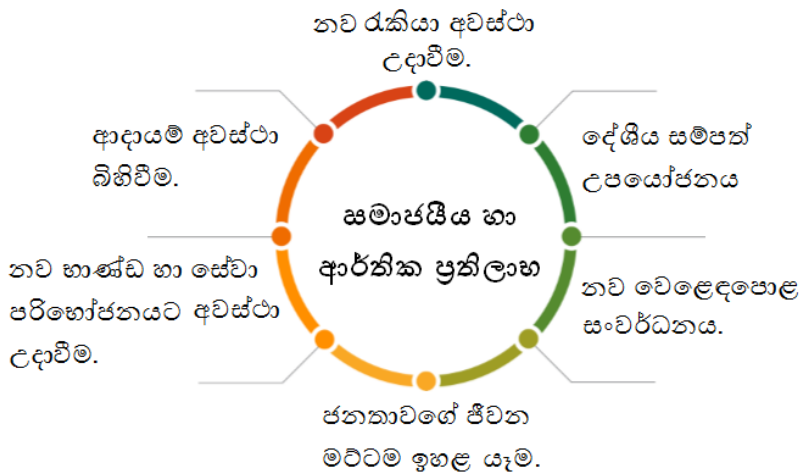 නව රැකියා අවස්ථා
උදාවීම.
දේශීය සම්පත්
උපයෝජනය
නව වෙළෙඳපොළ
සංවර්ධනය.
ජනතාවගේ ජීවන
මට්ටම ඉහළ යෑම.
නව භාණ්ඩ හා සේවා
පරිභෝජනයට අවස්ථා
උදාවීම.
ආදායම් අවස්ථා
බිහිවීම.
සමාජයීය හා
ආර්තික ප්‍රතිලාභ